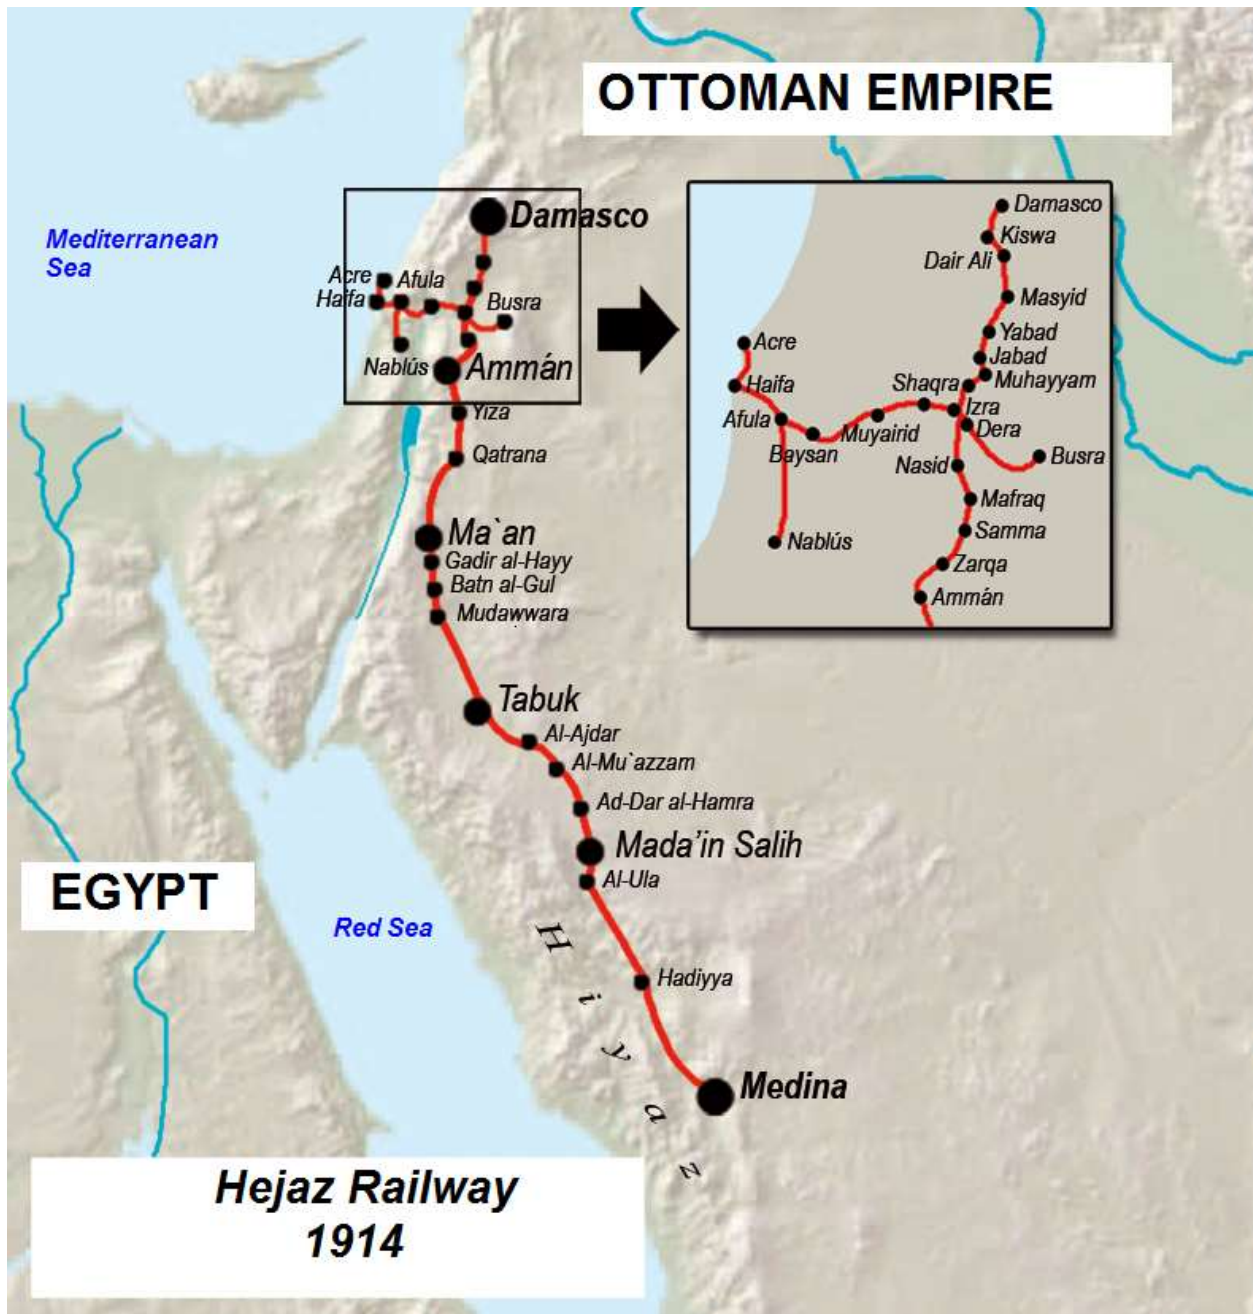 OTTOMAN EMPIRE
Mediterranean
Sea
Damasco
Acre
Afula
Haifa
Busra
Nablús
Ammán
Yiza
Qatrana
Ma`an
Gadir al-Hayy
Batn al-Gul
Mudawwara
Tabuk
Al-Ajdar
Al-Mu`azzam
Ad-Dar al-Hamra
Mada’in Salih
Al-Ula
Hadiyya
Medina
Hiyaz
Red Sea
EGYPT
Damasco
Kiswa
Dair Ali
Masyid
Yabad
Jabad
Muhayyam
Shaqra
Izra
Dera
Acre
Haifa
Afula
Baysan
Muyairid
Nasid
Busra
Mafraq
Samma
Nablús
Zarqa
Ammán
Hejaz Railway
1914